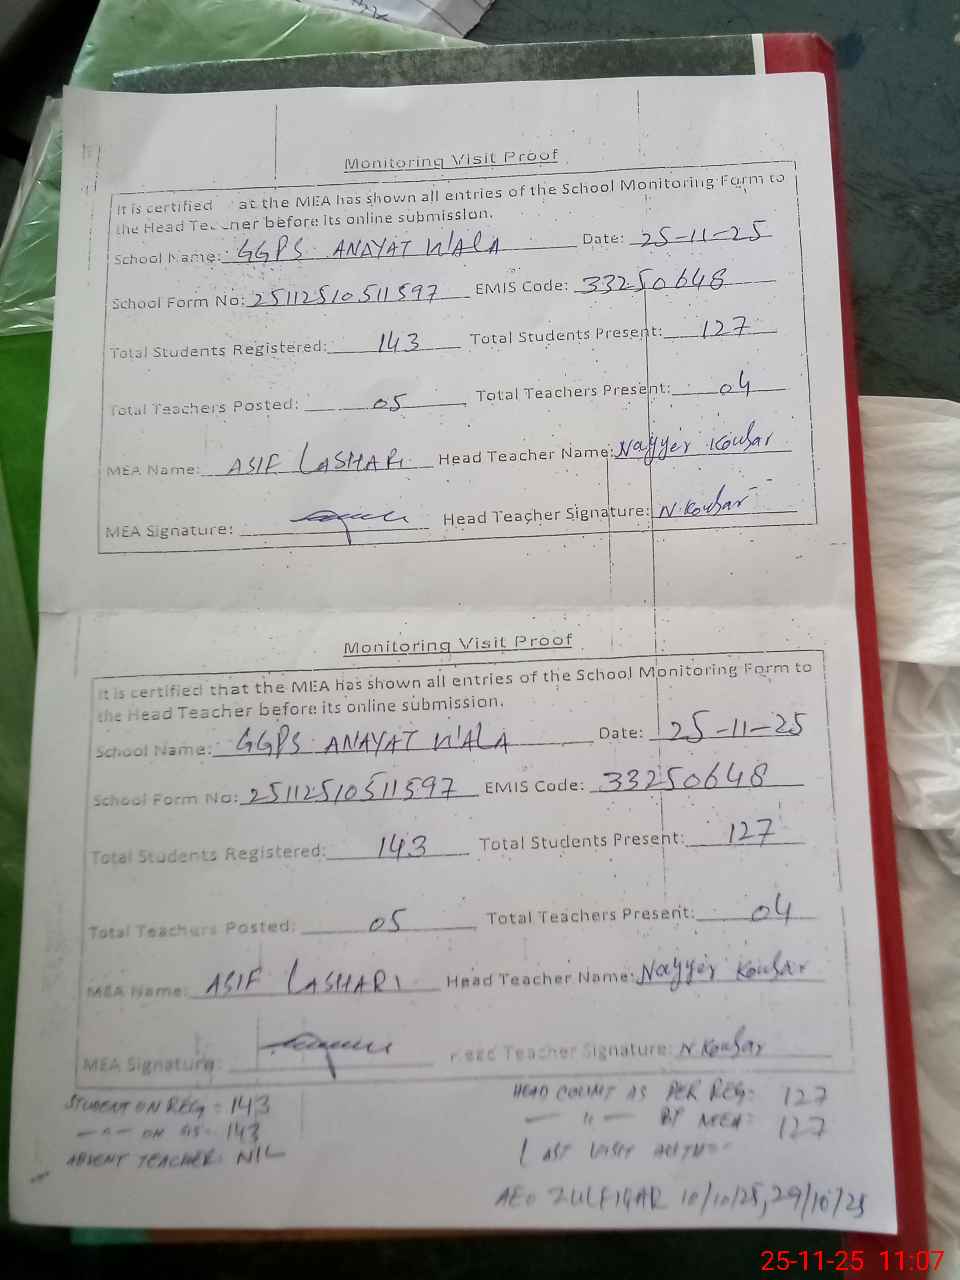 Monitoring Visit Proof
It is certified at the MEA has shown all entries of the School Monitoring Form to
the Head Teacher before its online submission.
School Name: GGPS ANAYAT W'ALA Date: 25-11-25
School Form No: 25112510511597 EMIS Code: 33250648
Total Students Registered: 143 Total Students Present: 127
Total Teachers Posted: 05 Total Teachers Present: 04
MEA Name: ASIF LASHARI Head Teacher Name: Nayyer Kousar
MEA Signature: Head Teacher Signature: N. Kousar
Monitoring Visit Proof
It is certified that the MEA has shown all entries of the School Monitoring Form to
the Head Teacher before its online submission.
School Name: GGPS ANAYAT W'ALA Date: 25-11-25
School Form No: 25112510511597 EMIS Code: 33250648
Total Students Registered: 143 Total Students Present: 127
Total Teachers Posted: 05 Total Teachers Present: 04
MEA Name: ASIF LASHARI Head Teacher Name: Nayyer Kousar
MEA Signature: Head Teacher Signature: N. Kousar
STUDENT ON REG = 143 HEAD COUNT AS PER REG: 127
— " — ON SIS = 143 — " — BY MEA: 127
ABSENT TEACHER: NIL LAST VISIT
AEO ZULFIQAR 10/10/25, 29/10/25
25-11-25 11:07